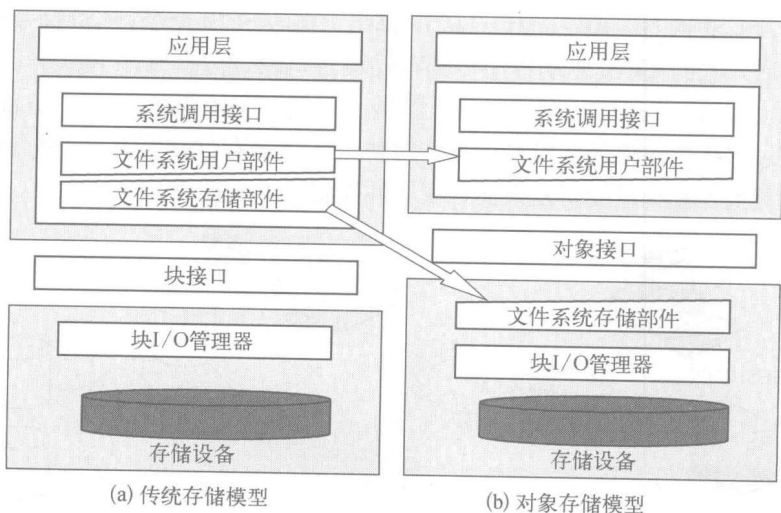 应用层
系统调用接口
文件系统用户部件
文件系统存储部件
块接口
块I/O管理器
存储设备
(a) 传统存储模型
应用层
系统调用接口
文件系统用户部件
对象接口
文件系统存储部件
块I/O管理器
存储设备
(b) 对象存储模型